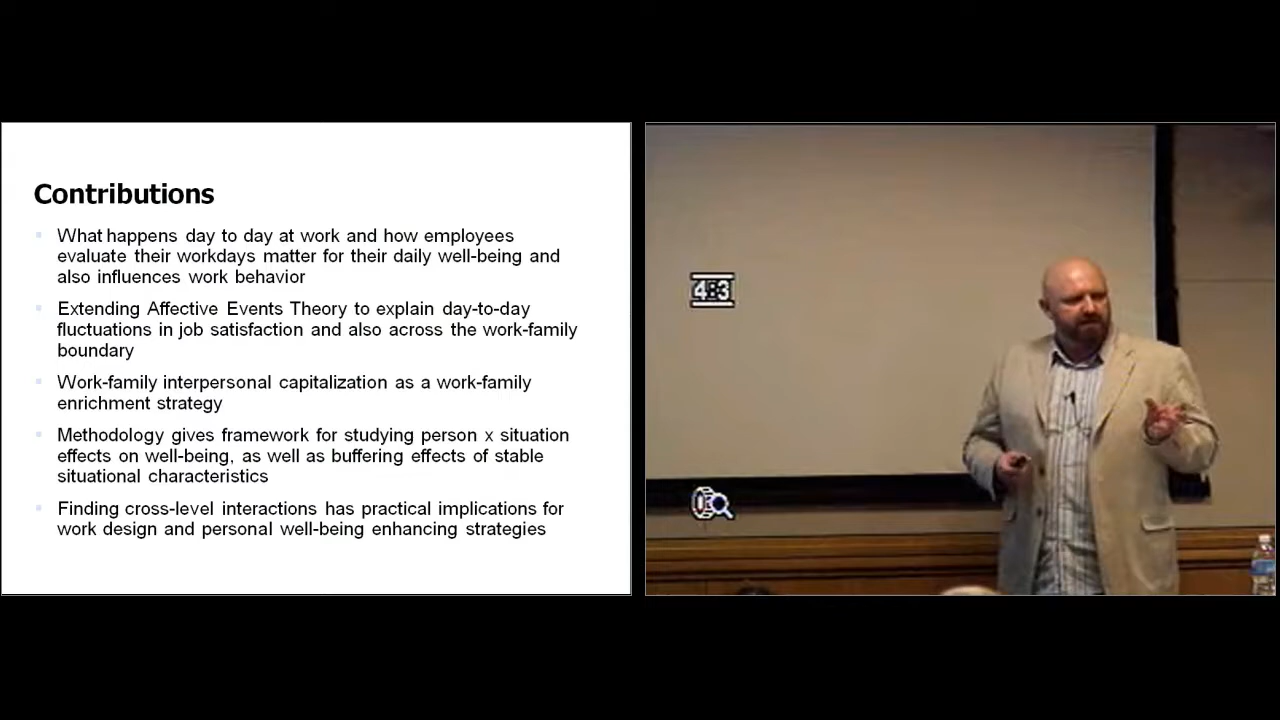 Contributions
What happens day to day at work and how employees
evaluate their workdays matter for their daily well-being and
also influences work behavior
Extending Affective Events Theory to explain day-to-day
fluctuations in job satisfaction and also across the work-family
boundary
Work-family interpersonal capitalization as a work-family
enrichment strategy
Methodology gives framework for studying person x situation
effects on well-being, as well as buffering effects of stable
situational characteristics
Finding cross-level interactions has practical implications for
work design and personal well-being enhancing strategies